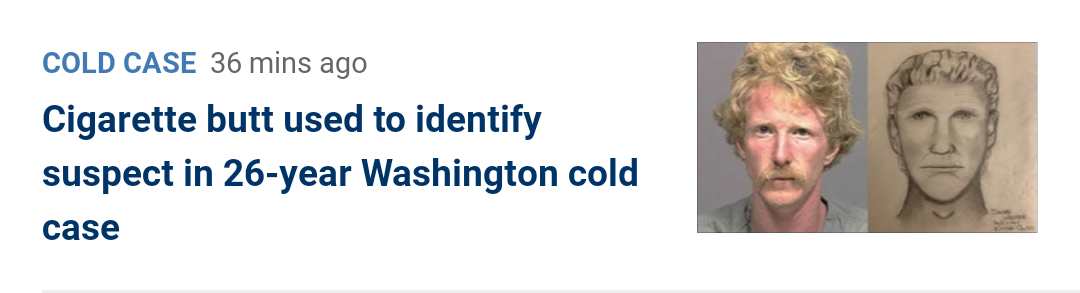 COLD CASE 36 mins ago
Cigarette butt used to identify
suspect in 26-year Washington cold
case